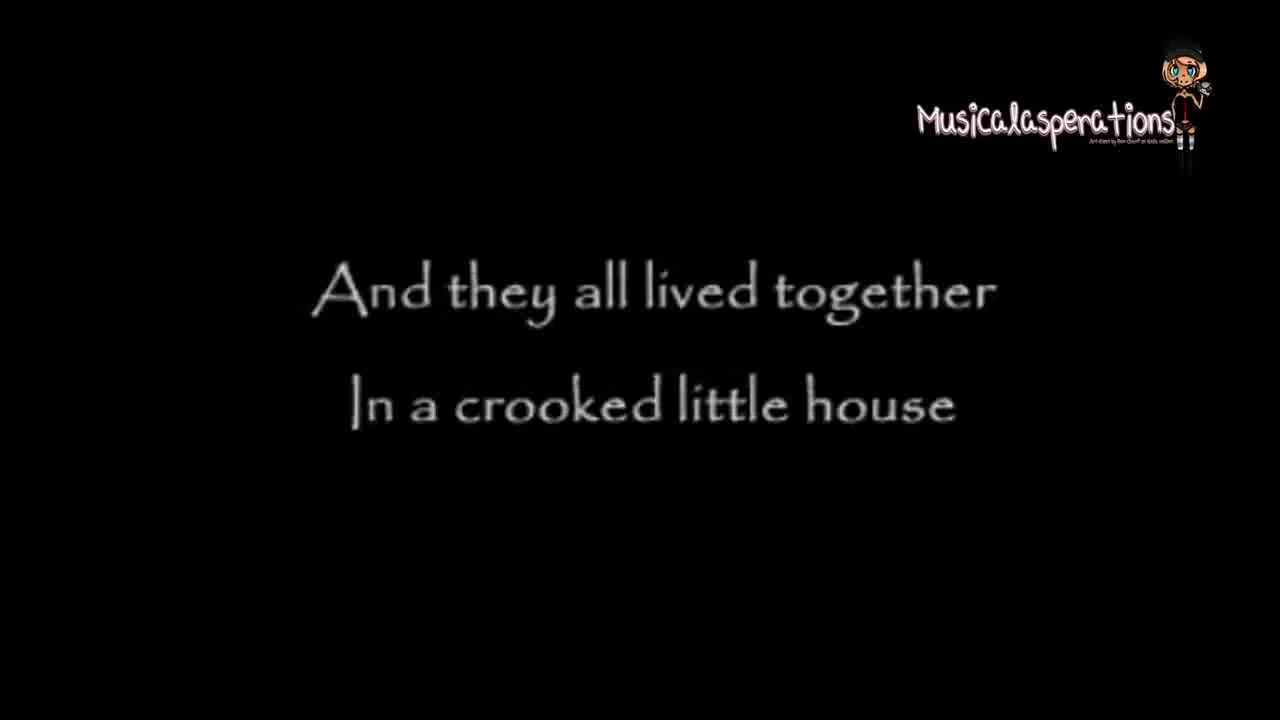 Musicalasperations
And they all lived together
In a crooked little house